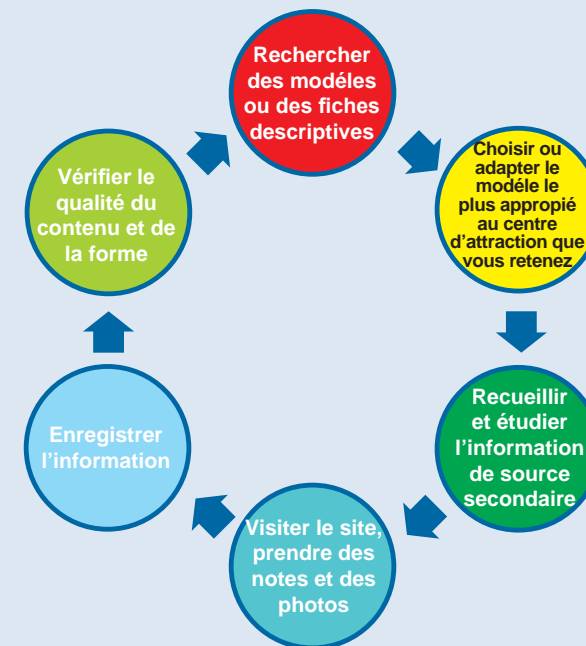 Rechercher
des modéles
ou des fiches
descriptives
Choisir ou
adapter le
modéle le
plus appropié
au centre
d’attraction que
vous retenez
Recueillir
et étudier
l’information
de source
secondaire
Visiter le site,
prendre des
notes et des
photos
Enregistrer
l’information
Vérifier le
qualité du
contenu et de
la forme